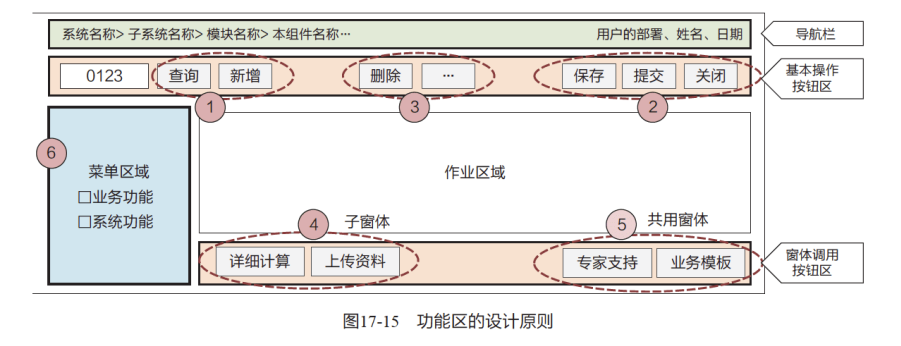 系统名称> 子系统名称> 模块名称> 本组件名称…
用户的部署、姓名、日期
导航栏
0123
查询
新增
删除
…
保存
提交
关闭
基本操作
按钮区
1
3
2
6
菜单区域
□业务功能
□系统功能
作业区域
4
子窗体
5
共用窗体
详细计算
上传资料
专家支持
业务模板
窗体调用
按钮区
图17-15 功能区的设计原则